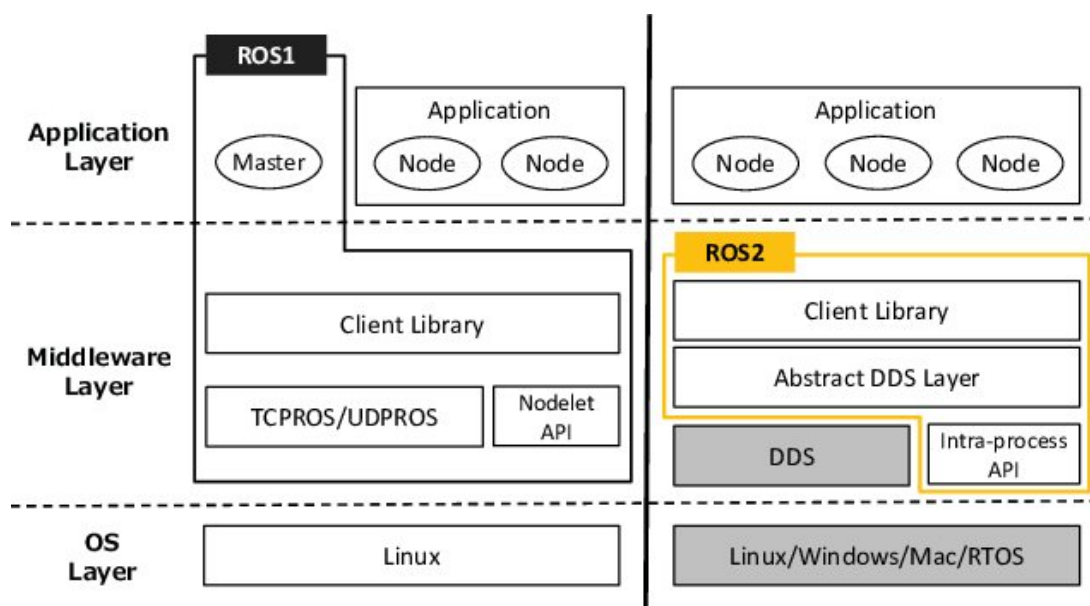 ROS1
Application
Layer
Master
Application
Node
Node
Application
Node
Node
Node
Middleware
Layer
Client Library
TCPROS/UDPROS
Nodelet
API
ROS2
Client Library
Abstract DDS Layer
DDS
Intra-process
API
OS
Layer
Linux
Linux/Windows/Mac/RTOS